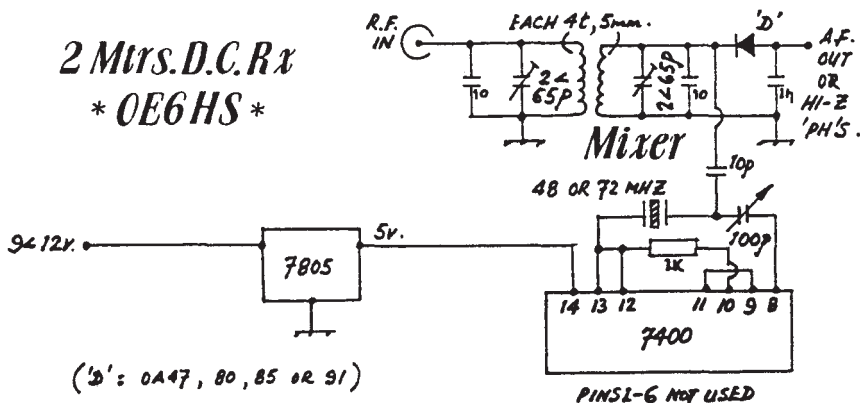 2 Mtrs. D.C. Rx
* OE6HS *
R.F. IN
EACH 4t, 5mm.
'D'
A.F. OUT OR HI-Z 'PH'S.
10
2<65p
2<65p
10
1n
Mixer
10p
48 OR 72 MHZ
100p
9<12V.
7805
5V.
1K
14 13 12 11 10 9 8
7400
('D': OA47, 80, 85 OR 91)
PINS1-6 NOT USED